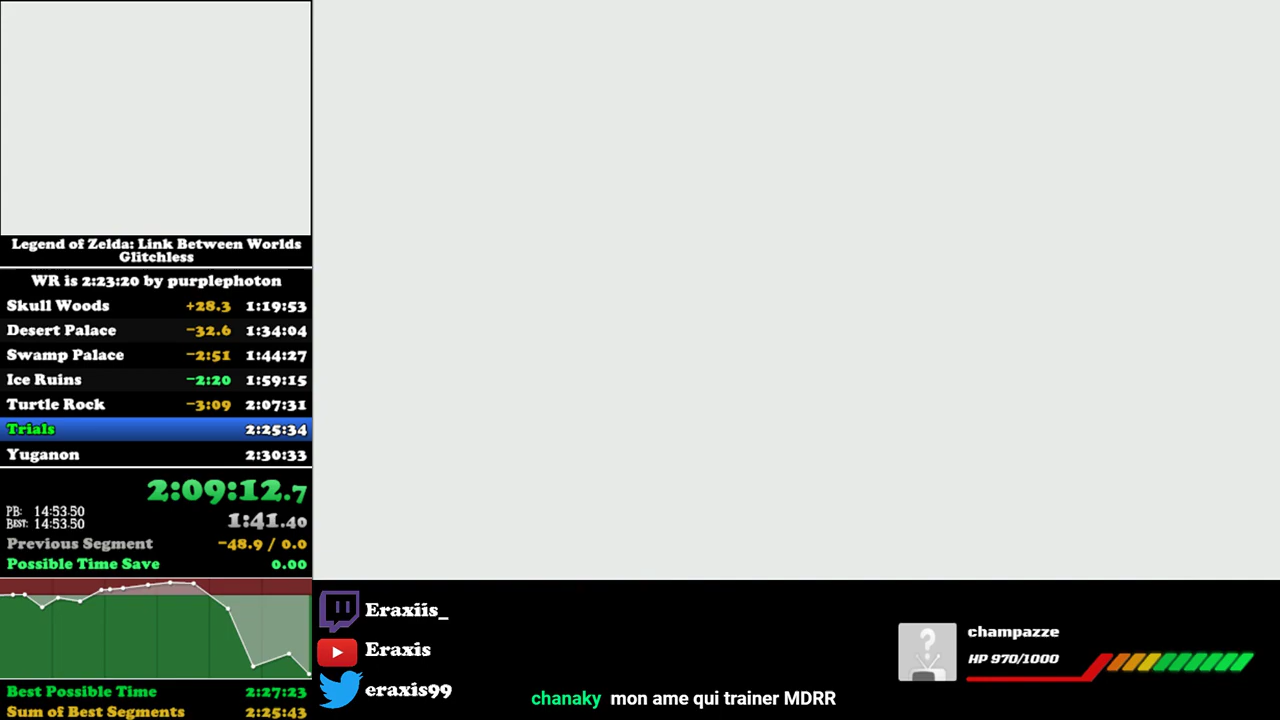 Legend of Zelda: Link Between Worlds
Glitchless
WR is 2:23:20 by purplephoton
Skull Woods +28.3 1:19:53
Desert Palace -32.6 1:34:04
Swamp Palace -2:51 1:44:27
Ice Ruins -2:20 1:59:15
Turtle Rock -3:09 2:07:31
Trials 2:25:34
Yuganon 2:30:33
2:09:12.7
PB: 14:53.50
BEST: 14:53.50
1:41.40
Previous Segment -48.9 / 0.0
Possible Time Save 0.00
Best Possible Time 2:27:23
Sum of Best Segments 2:25:43
Eraxiis_
Eraxis
eraxis99
chanaky mon ame qui trainer MDRR
champazze
HP 970/1000